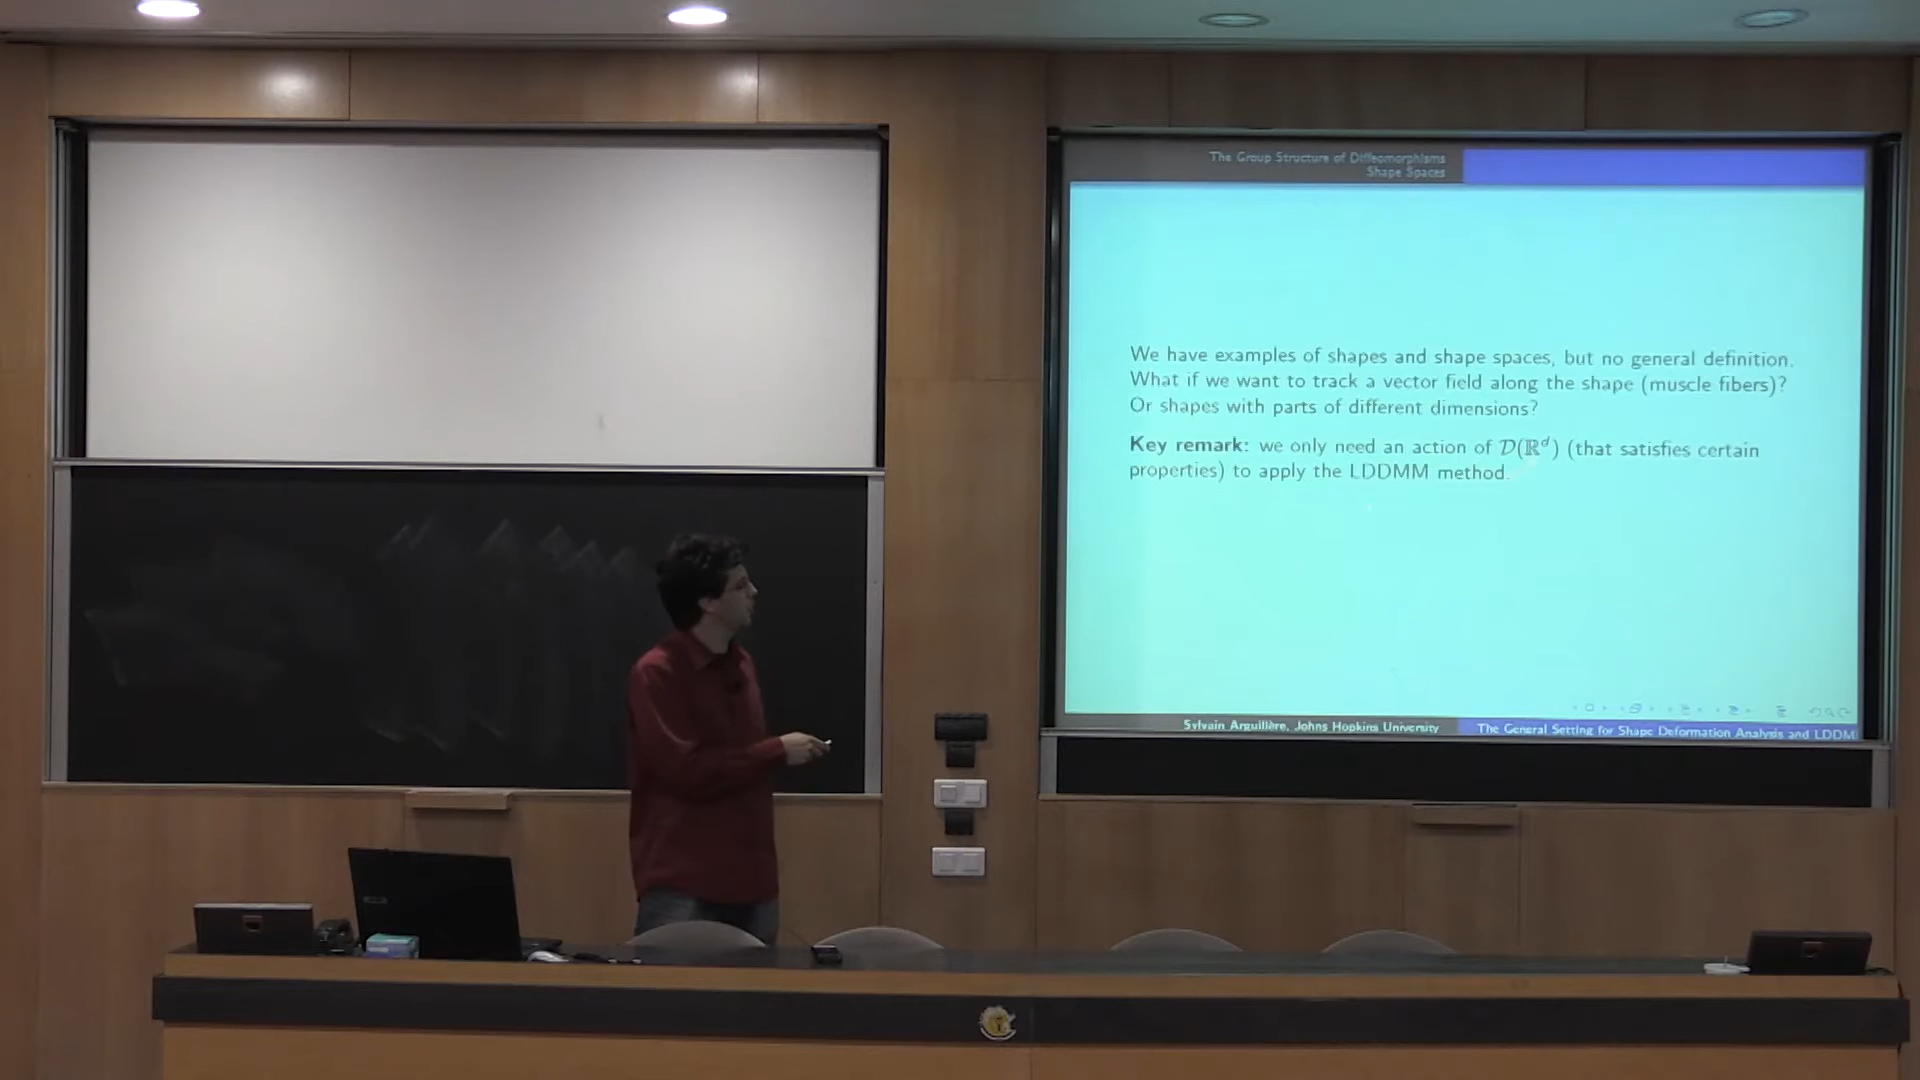 The Group Structure of Diffeomorphisms
Shape Spaces
We have examples of shapes and shape spaces, but no general definition.
What if we want to track a vector field along the shape (muscle fibers)?
Or shapes with parts of different dimensions?
Key remark: we only need an action of 𝒟(ℝᵈ) (that satisfies certain
properties) to apply the LDDMM method.
Sylvain Arguillère, Johns Hopkins University
The General Setting for Shape Deformation Analysis and LDDM